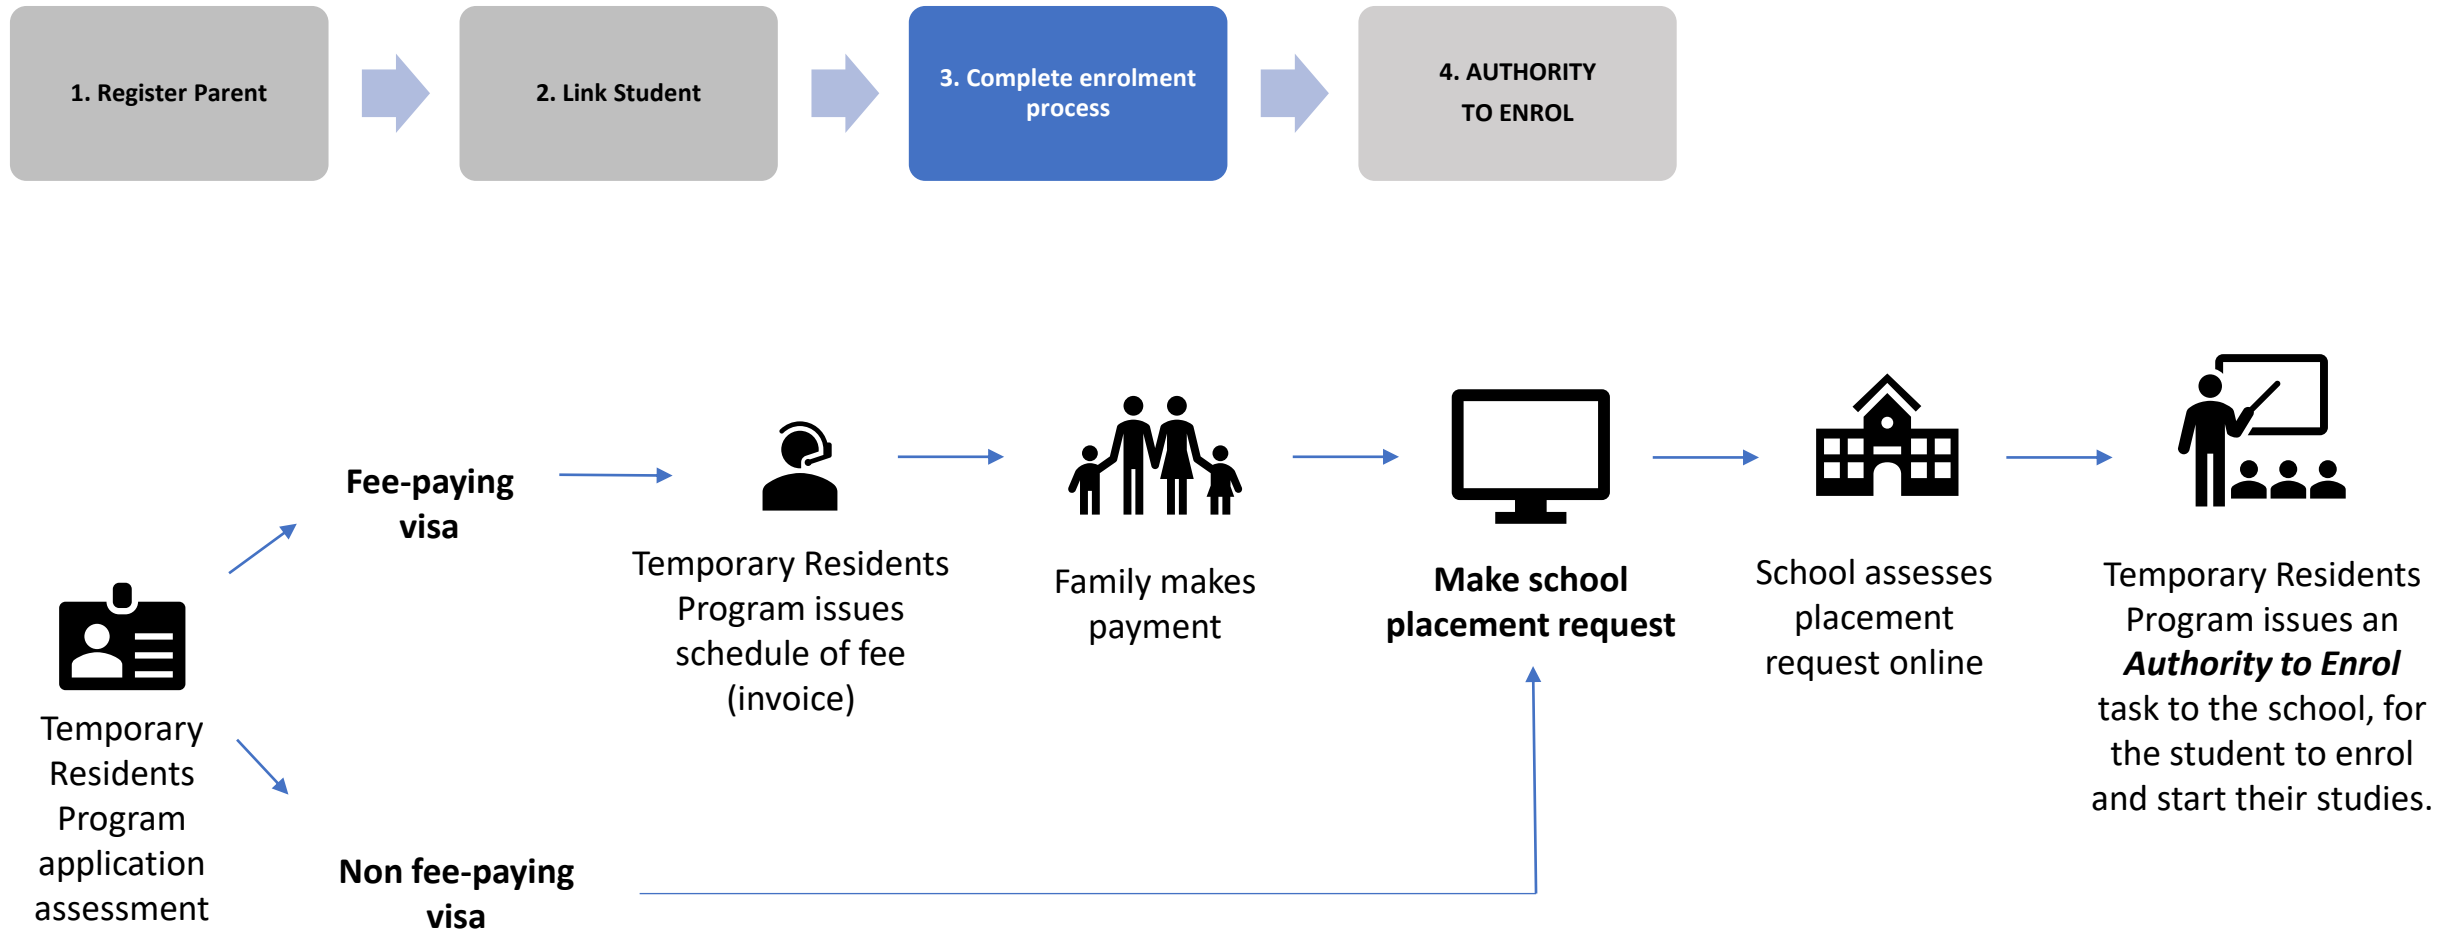 1. Register Parent
2. Link Student
3. Complete enrolment
process
4. AUTHORITY
TO ENROL
Temporary
Residents
Program
application
assessment
Fee-paying
visa
Temporary Residents
Program issues
schedule of fee
(invoice)
Family makes
payment
Make school
placement request
School assesses
placement
request online
Temporary Residents
Program issues an
Authority to Enrol
task to the school, for
the student to enrol
and start their studies.
Non fee-paying
visa